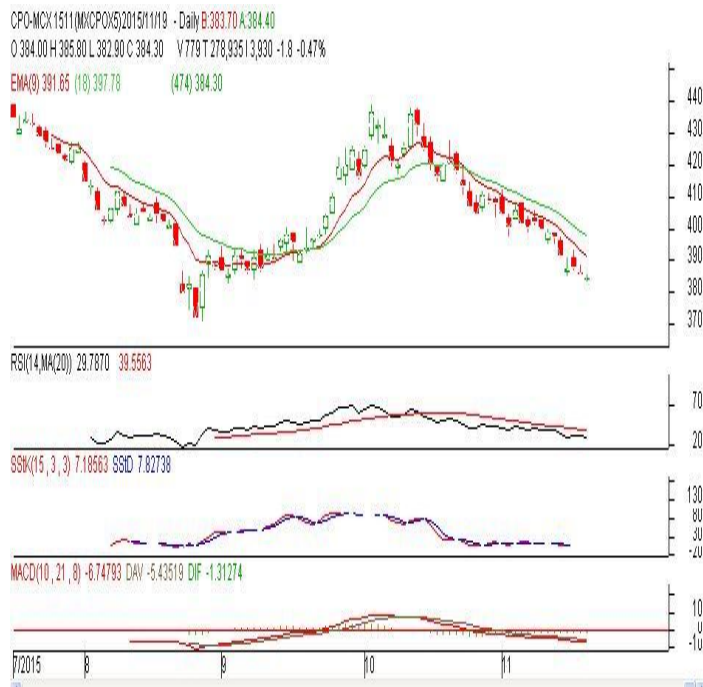 CPO-MCX 1511(MXCPOX5)2015/11/19 - Daily B:383.70 A:384.40
O 384.00 H 385.80 L 382.90 C 384.30 V 779 T 278,935 I 3,930 -1.8 -0.47%
EMA(9) 391.65 (18) 397.78 (474) 384.30
440
430
420
410
400
390
380
370
RSI(14,MA(20)) 29.7870 39.5563
70
20
SStK(15 , 3 , 3) 7.18563 SStD 7.82738
130
80
30
-20
MACD(10 , 21 , 8) -6.74793 DAV -5.43519 DIF -1.31274
10
0
-10
7/2015 8 9 10 11